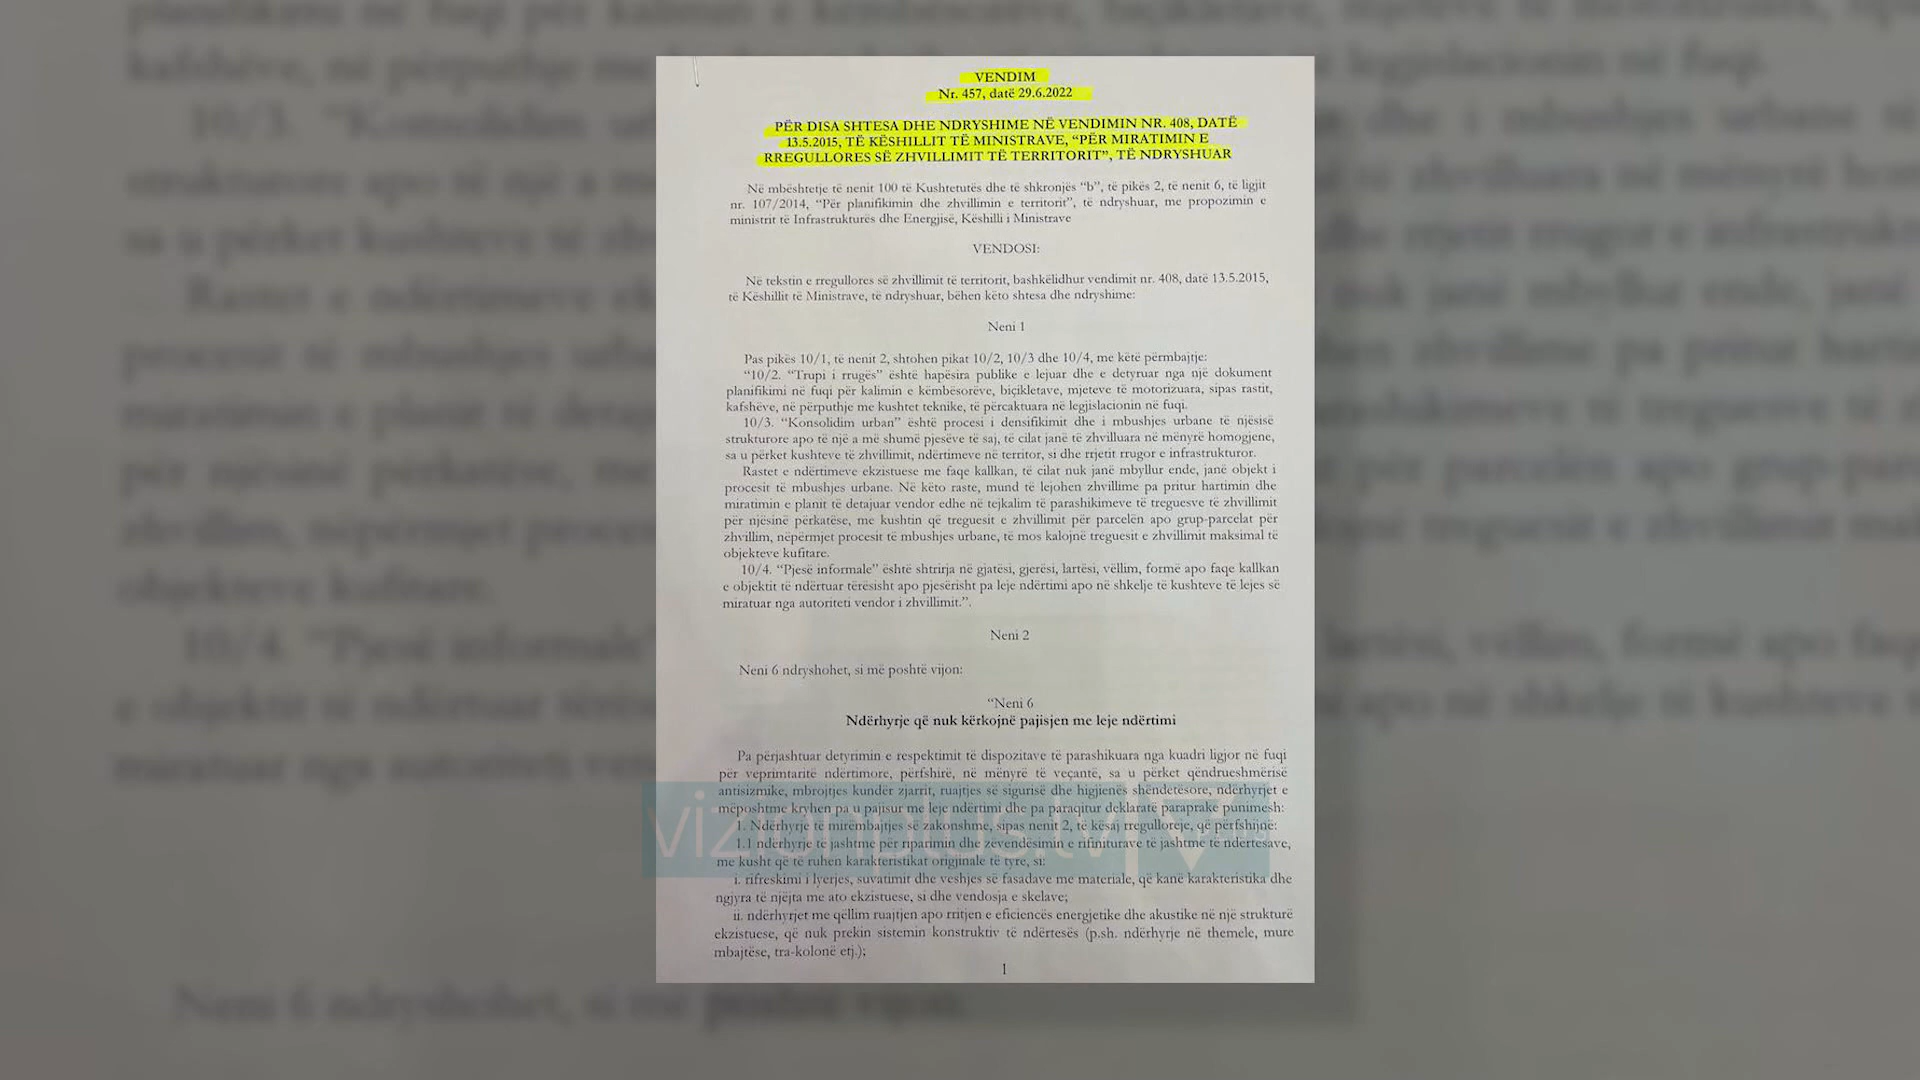 VENDIM
Nr. 457, datë 29.6.2022
PËR DISA SHTESA DHE NDRYSHIME NË VENDIMIN NR. 408, DATË
13.5.2015, TË KËSHILLIT TË MINISTRAVE, “PËR MIRATIMIN E
RREGULLORES SË ZHVILLIMIT TË TERRITORIT”, TË NDRYSHUAR
Në mbështetje të nenit 100 të Kushtetutës dhe të shkronjës “b”, të pikës 2, të nenit 6, të ligjit
nr. 107/2014, “Për planifikimin dhe zhvillimin e territorit”, të ndryshuar, me propozimin e
ministrit të Infrastrukturës dhe Energjisë, Këshilli i Ministrave
VENDOSI:
Në tekstin e rregullores së zhvillimit të territorit, bashkëlidhur vendimit nr. 408, datë 13.5.2015,
të Këshillit të Ministrave, të ndryshuar, bëhen këto shtesa dhe ndryshime:
Neni 1
Pas pikës 10/1, të nenit 2, shtohen pikat 10/2, 10/3 dhe 10/4, me këtë përmbajtje:
“10/2. “Trupi i rrugës” është hapësira publike e lejuar dhe e detyruar nga një dokument
planifikimi në fuqi për kalimin e këmbësorëve, biçikletave, mjeteve të motorizuara, sipas rastit,
kafshëve, në përputhje me kushtet teknike, të përcaktuara në legjislacionin në fuqi.
10/3. “Konsolidim urban” është procesi i densifikimit dhe i mbushjes urbane të njësisë
strukturore apo të një a më shumë pjesëve të saj, të cilat janë të zhvilluara në mënyrë homogjene,
sa u përket kushteve të zhvillimit, ndërtimeve në territor, si dhe rrjetit rrugor e infrastrukturor.
Rastet e ndërtimeve ekzistuese me faqe kallkan, të cilat nuk janë mbyllur ende, janë objekt i
procesit të mbushjes urbane. Në këto raste, mund të lejohen zhvillime pa pritur hartimin dhe
miratimin e planit të detajuar vendor edhe në tejkalim të parashikimeve të treguesve të zhvillimit
për njësinë përkatëse, me kushtin që treguesit e zhvillimit për parcelën apo grup-parcelat për
zhvillim, nëpërmjet procesit të mbushjes urbane, të mos kalojnë treguesit e zhvillimit maksimal të
objekteve kufitare.
10/4. “Pjesë informale” është shtrirja në gjatësi, gjerësi, lartësi, vëllim, formë apo faqe kallkan
e objektit të ndërtuar tërësisht apo pjesërisht pa leje ndërtimi apo në shkelje të kushteve të lejes së
miratuar nga autoriteti vendor i zhvillimit.”.
Neni 2
Neni 6 ndryshohet, si më poshtë vijon:
“Neni 6
Ndërhyrje që nuk kërkojnë pajisjen me leje ndërtimi
Pa përjashtuar detyrimin e respektimit të dispozitave të parashikuara nga kuadri ligjor në fuqi
për veprimtaritë ndërtimore, përfshirë, në mënyrë të veçantë, sa u përket qëndrueshmërisë
antisizmike, mbrojtjes kundër zjarrit, ruajtjes së sigurisë dhe higjienës shëndetësore, ndërhyrjet e
mëposhtme kryhen pa u pajisur me leje ndërtimi dhe pa paraqitur deklaratë paraprake punimesh:
1. Ndërhyrje të mirëmbajtjes së zakonshme, sipas nenit 2, të kësaj rregulloreje, që përfshijnë:
1.1 ndërhyrje të jashtme për riparimin dhe zëvendësimin e rifiniturave të jashtme të ndërtesave,
me kusht që të ruhen karakteristikat origjinale të tyre, si:
i. rifreskimi i lyerjes, suvatimit dhe veshjes së fasadave me materiale, që kanë karakteristika dhe
ngjyra të njëjta me ato ekzistuese, si dhe vendosja e skelave;
ii. ndërhyrjet me qëllim ruajtjen apo rritjen e eficiencës energjetike dhe akustike në një strukturë
ekzistuese, që nuk prekin sistemin konstruktiv të ndërtesës (p.sh. ndërhyrje në themele, mure
mbajtëse, tra-kolonë etj.);
1
vizionplus.tv